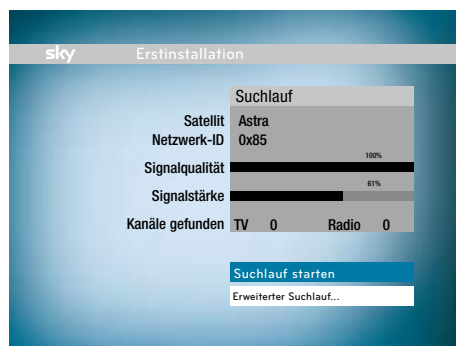 sky Erstinstallation
Suchlauf
Satellit Astra
Netzwerk-ID 0x85
100%
Signalqualität
61%
Signalstärke
Kanäle gefunden TV 0 Radio 0
Suchlauf starten
Erweiterter Suchlauf...